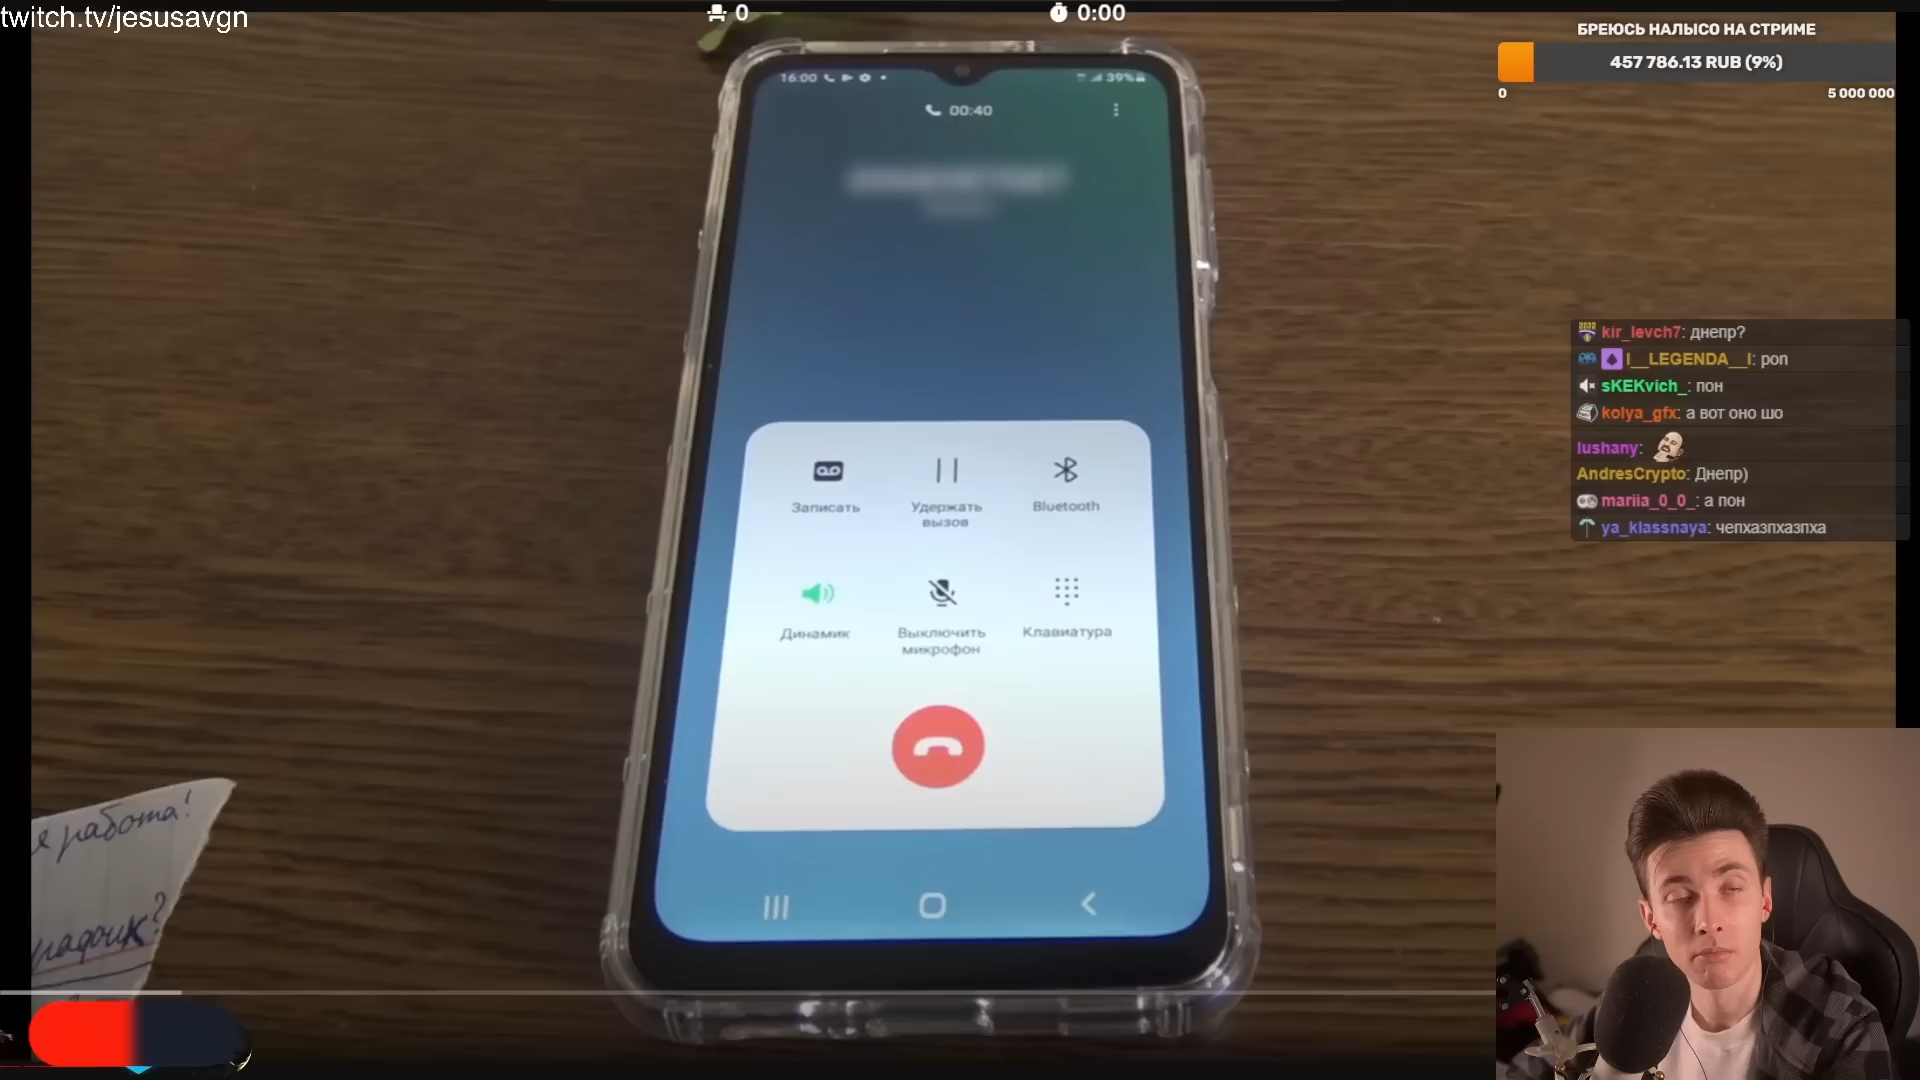 twitch.tv/jesusavgn
0
0:00
БРЕЮСЬ НАЛЫСО НА СТРИМЕ
457 786.13 RUB (9%)
0
5 000 000
16:00
39%
00:40
Записать
Удержать
вызов
Bluetooth
Динамик
Выключить
микрофон
Клавиатура
kir_levch7: днепр?
I__LEGENDA__I: pon
sKEKvich_: пон
kolya_gfx: а вот оно шо
lushany:
AndresCrypto: Днепр)
mariia_0_0_: а пон
ya_klassnaya: чепхазпхазпха
я работа!